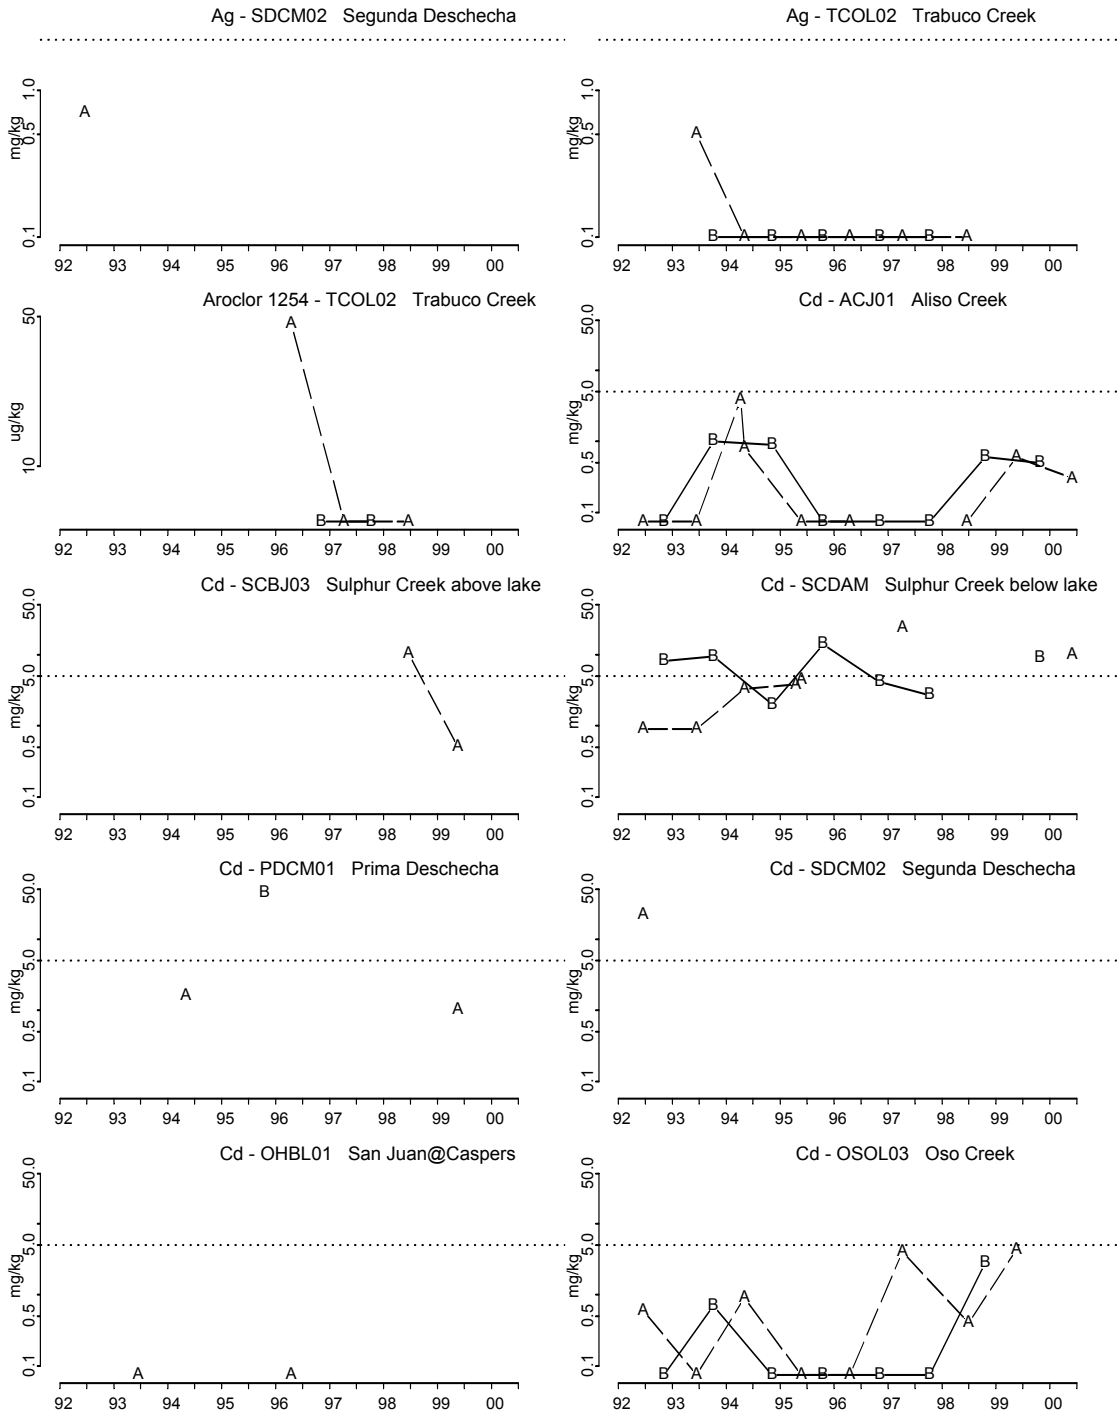 Ag - SDCM02 Segunda Deschecha
mg/kg
1.0
0.5
0.1
A
92 93 94 95 96 97 98 99 00
Ag - TCOL02 Trabuco Creek
mg/kg
1.0
0.5
0.1
A
B A B A B A B A B A
92 93 94 95 96 97 98 99 00
Aroclor 1254 - TCOL02 Trabuco Creek
ug/kg
50
10
A
B A B A
92 93 94 95 96 97 98 99 00
Cd - ACJ01 Aliso Creek
mg/kg
50.0
5.0
0.5
0.1
A
B A B B A B A
A B A A B A B B A
92 93 94 95 96 97 98 99 00
Cd - SCBJ03 Sulphur Creek above lake
mg/kg
50.0
5.0
0.5
0.1
A
A
92 93 94 95 96 97 98 99 00
Cd - SCDAM Sulphur Creek below lake
mg/kg
50.0
5.0
0.5
0.1
A
B B B B A
A B A A B B
A A
92 93 94 95 96 97 98 99 00
Cd - PDCM01 Prima Deschecha
mg/kg
50.0
5.0
0.5
0.1
B
A A
92 93 94 95 96 97 98 99 00
Cd - SDCM02 Segunda Deschecha
mg/kg
50.0
5.0
0.5
0.1
A
92 93 94 95 96 97 98 99 00
Cd - OHBL01 San Juan@Caspers
mg/kg
50.0
5.0
0.5
0.1
A A
92 93 94 95 96 97 98 99 00
Cd - OSOL03 Oso Creek
mg/kg
50.0
5.0
0.5
0.1
A B A
A B A A B
B A B A B A B B
92 93 94 95 96 97 98 99 00